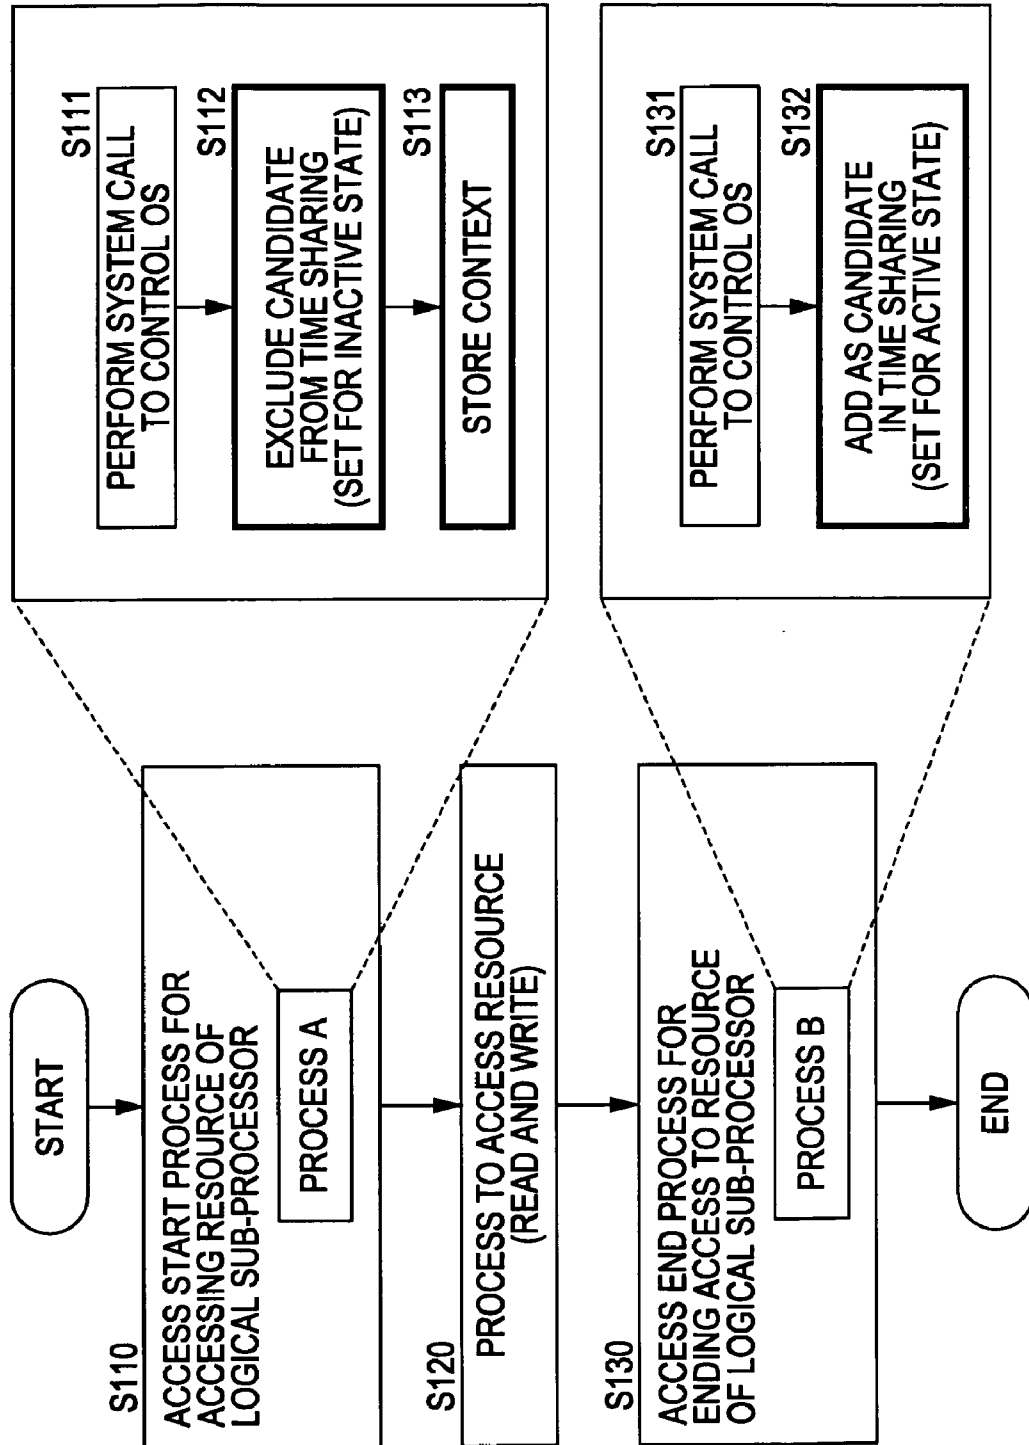 START
S110
ACCESS START PROCESS FOR
ACCESSING RESOURCE OF
LOGICAL SUB-PROCESSOR
PROCESS A
S120
PROCESS TO ACCESS RESOURCE
(READ AND WRITE)
S130
ACCESS END PROCESS FOR
ENDING ACCESS TO RESOURCE
OF LOGICAL SUB-PROCESSOR
PROCESS B
END
S111
PERFORM SYSTEM CALL
TO CONTROL OS
S112
EXCLUDE CANDIDATE
FROM TIME SHARING
(SET FOR INACTIVE STATE)
S113
STORE CONTEXT
S131
PERFORM SYSTEM CALL
TO CONTROL OS
S132
ADD AS CANDIDATE
IN TIME SHARING
(SET FOR ACTIVE STATE)